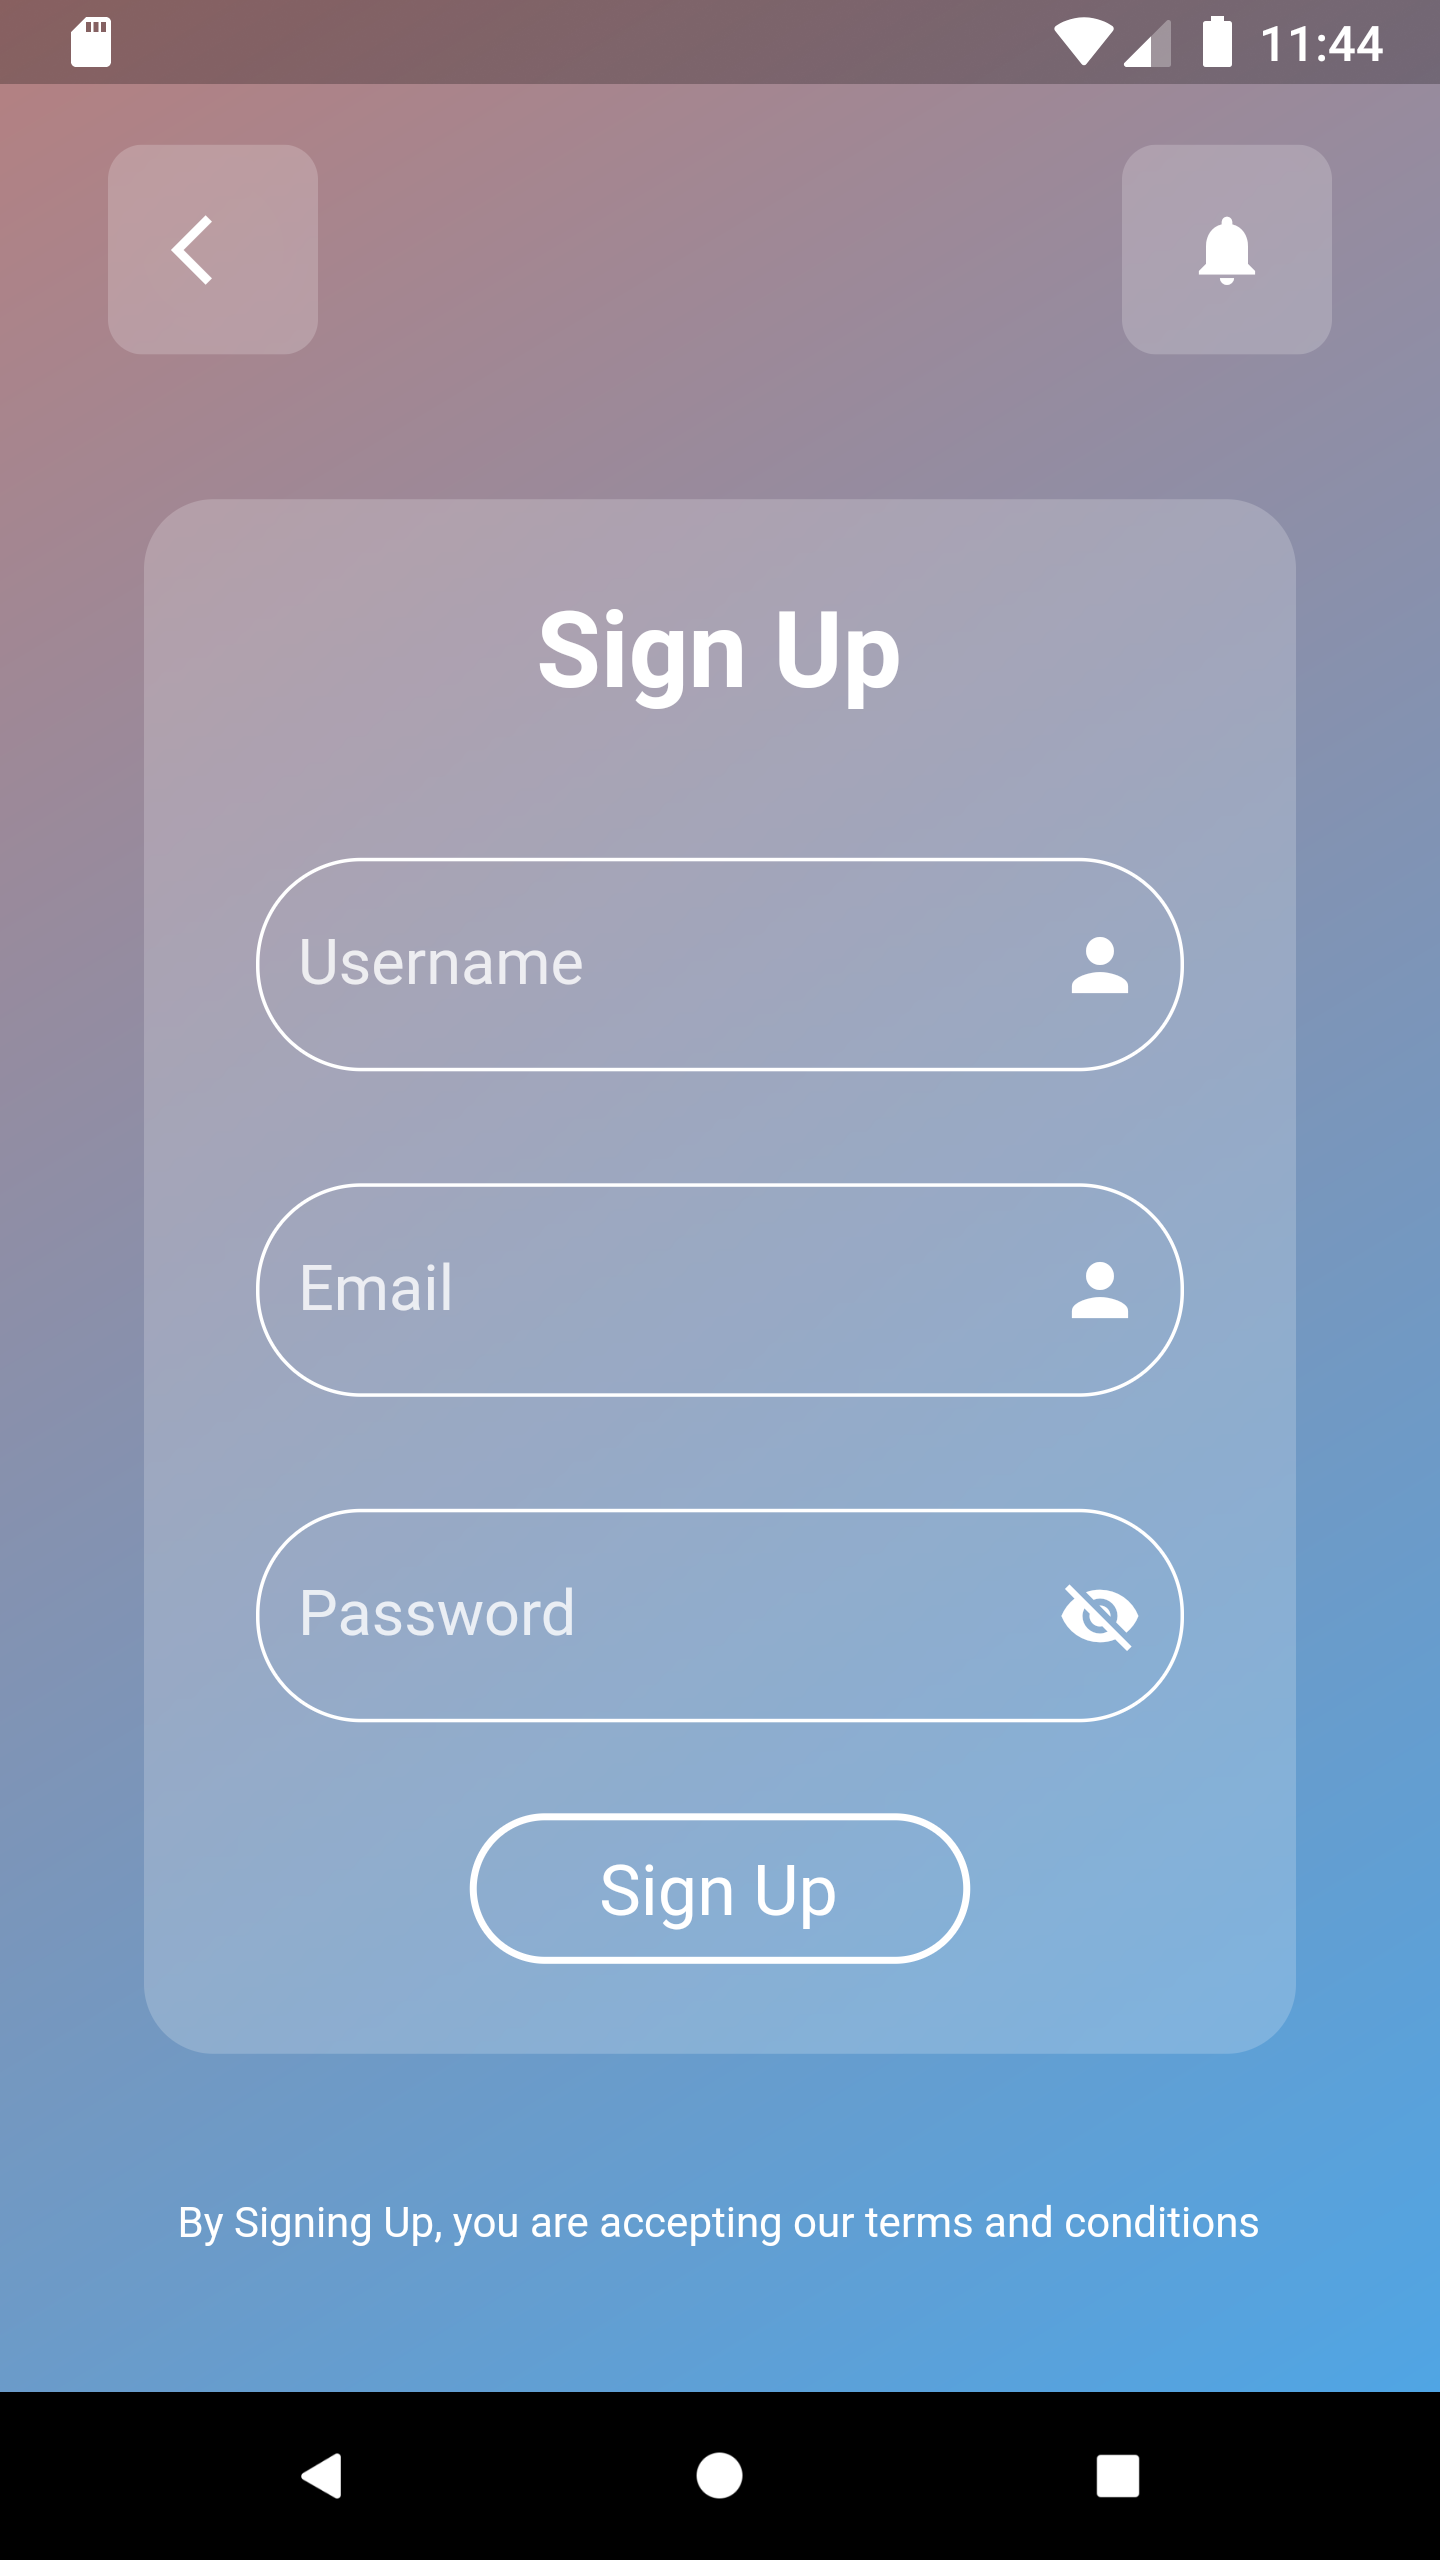 11:44
Sign Up
Username
Email
Password
Sign Up
By Signing Up, you are accepting our terms and conditions